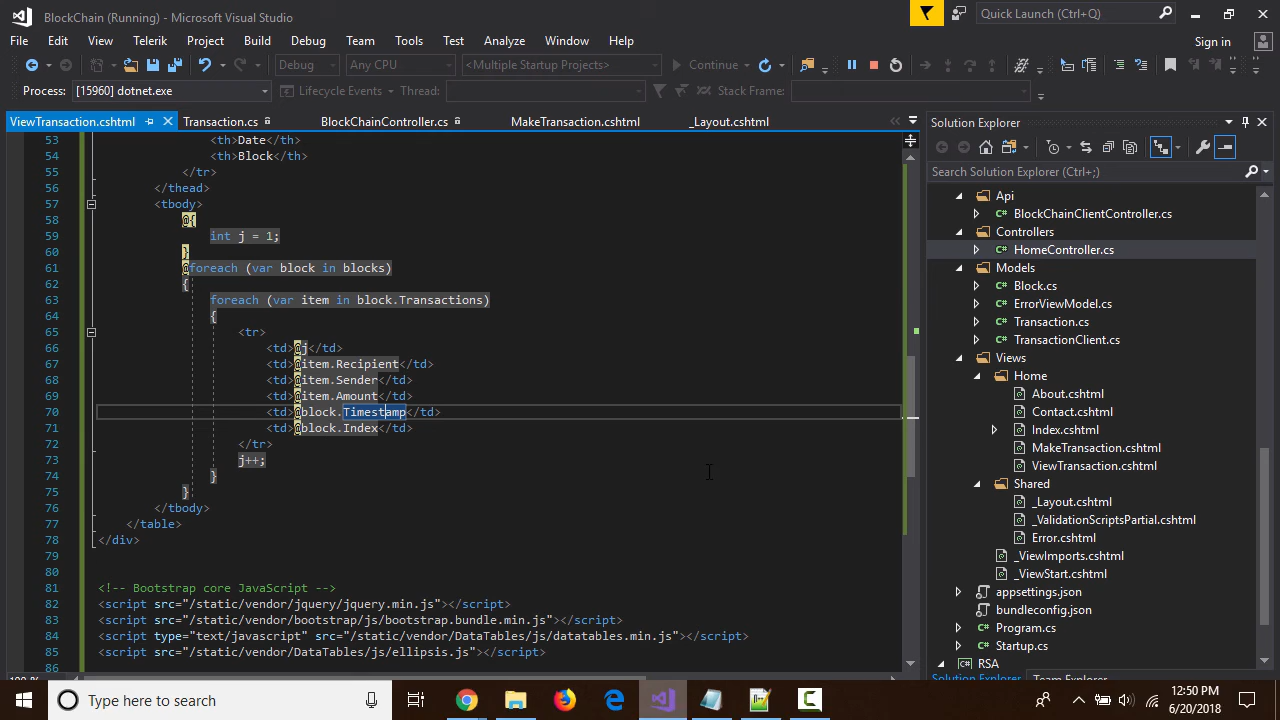 BlockChain (Running) - Microsoft Visual Studio
Quick Launch (Ctrl+Q)
File Edit View Telerik Project Build Debug Team Tools Test Analyze Window Help
Sign in
Debug Any CPU <Multiple Startup Projects> Continue
Process: [15960] dotnet.exe Lifecycle Events Thread: Stack Frame:
ViewTransaction.cshtml Transaction.cs BlockChainController.cs MakeTransaction.cshtml _Layout.cshtml
53 <th>Date</th>
54 <th>Block</th>
55 </tr>
56 </thead>
57 <tbody>
58 @{
59 int j = 1;
60 }
61 @foreach (var block in blocks)
62 {
63 foreach (var item in block.Transactions)
64 {
65 <tr>
66 <td>@j</td>
67 <td>@item.Recipient</td>
68 <td>@item.Sender</td>
69 <td>@item.Amount</td>
70 <td>@block.Timestamp</td>
71 <td>@block.Index</td>
72 </tr>
73 j++;
74 }
75 }
76 </tbody>
77 </table>
78 </div>
79
80
81 <!-- Bootstrap core JavaScript -->
82 <script src="/static/vendor/jquery/jquery.min.js"></script>
83 <script src="/static/vendor/bootstrap/js/bootstrap.bundle.min.js"></script>
84 <script type="text/javascript" src="/static/vendor/DataTables/js/datatables.min.js"></script>
85 <script src="/static/vendor/DataTables/js/ellipsis.js"></script>
86
Solution Explorer
Search Solution Explorer (Ctrl+;)
Api
BlockChainClientController.cs
Controllers
HomeController.cs
Models
Block.cs
ErrorViewModel.cs
Transaction.cs
TransactionClient.cs
Views
Home
About.cshtml
Contact.cshtml
Index.cshtml
MakeTransaction.cshtml
ViewTransaction.cshtml
Shared
_Layout.cshtml
_ValidationScriptsPartial.cshtml
Error.cshtml
_ViewImports.cshtml
_ViewStart.cshtml
appsettings.json
bundleconfig.json
Program.cs
Startup.cs
RSA
Solution Explorer Team Explorer
Type here to search
12:50 PM
6/20/2018